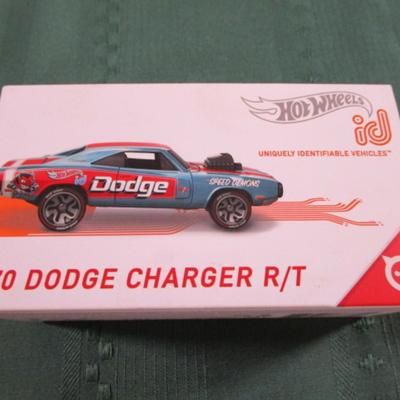 HOT WHEELS
id
UNIQUELY IDENTIFIABLE VEHICLES™
Dodge
SPEED DEMONS
70 DODGE CHARGER R/T